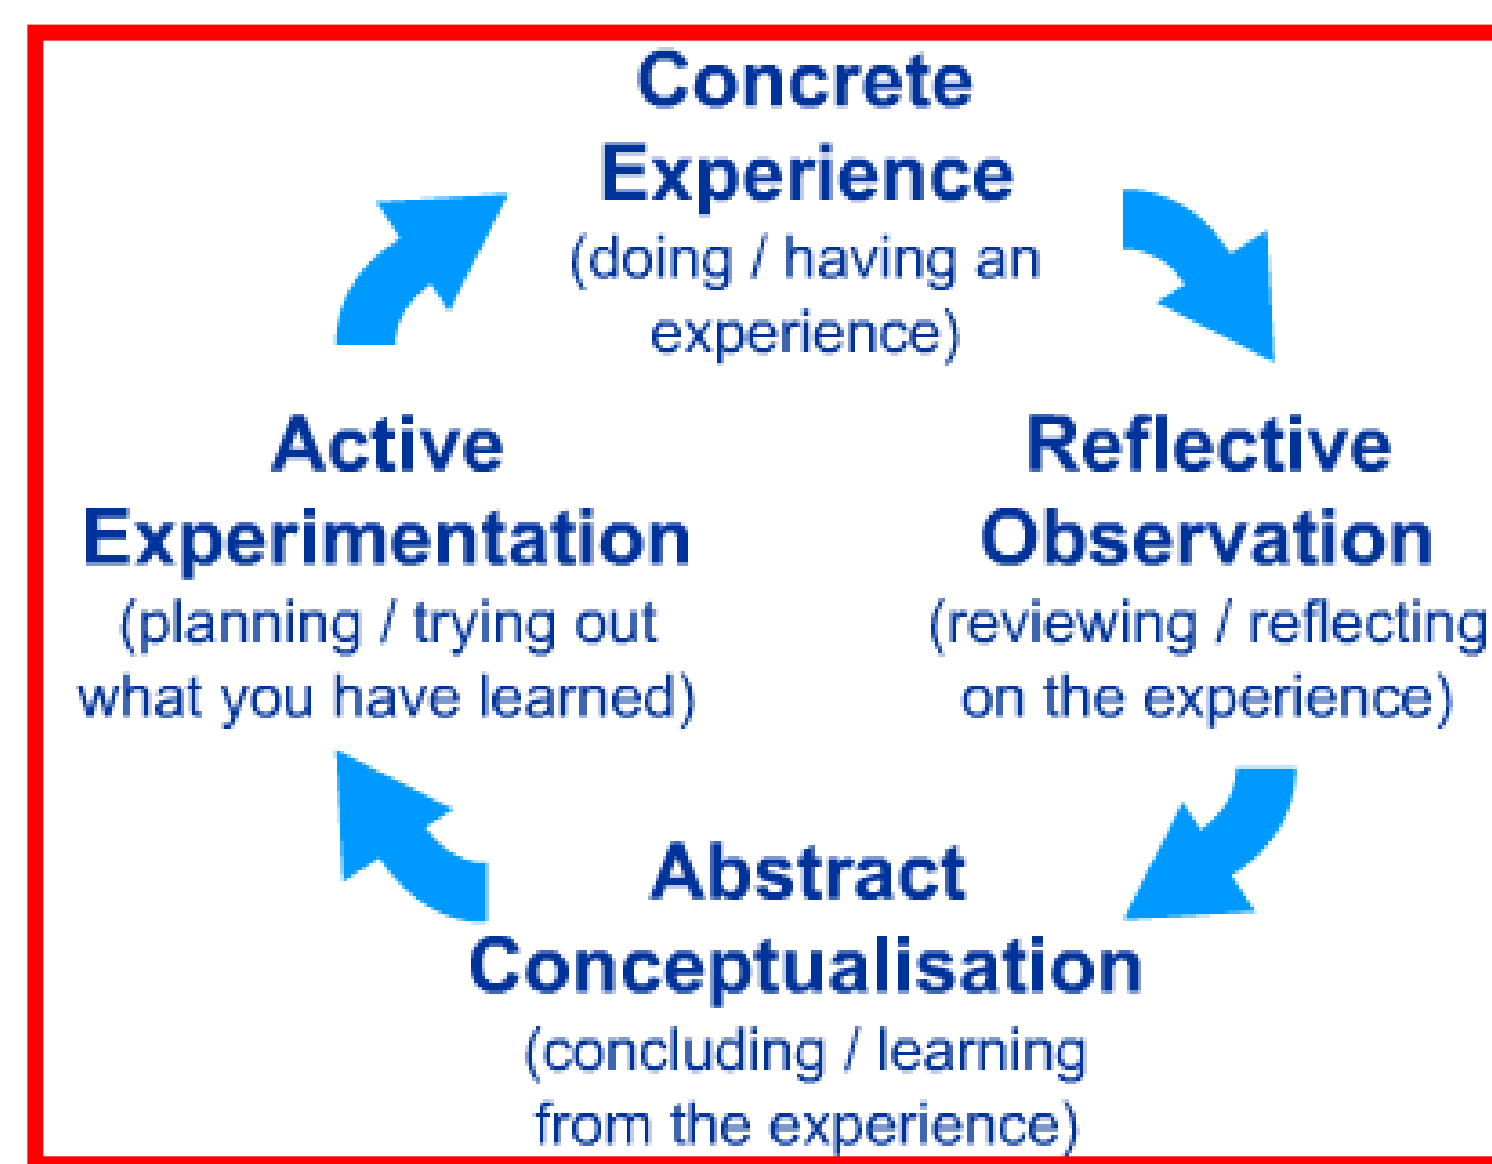 Concrete
Experience
(doing / having an
experience)
Reflective
Observation
(reviewing / reflecting
on the experience)
Abstract
Conceptualisation
(concluding / learning
from the experience)
Active
Experimentation
(planning / trying out
what you have learned)